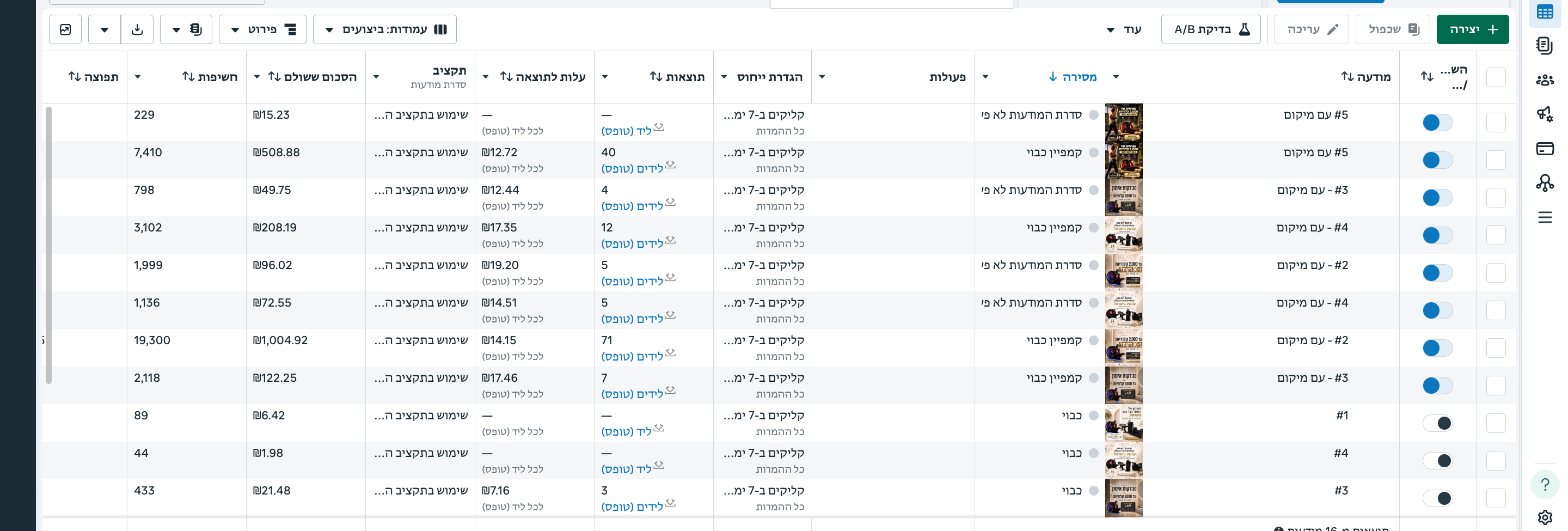 יצירה
שכפול
עריכה
בדיקת A/B
עוד
עמודות: ביצועים
פירוט
הש... /...
מודעה
מסירה
פעולות
הגדרת ייחוס
תוצאות
עלות לתוצאה
תקציב
סדרת מודעות
הסכום ששולם
חשיפות
תפוצה
#5 עם מיקום
סדרת המודעות לא פי
קליקים ב-7 ימ...
כל ההמרות
—
ליד (טופס)
—
לכל ליד (טופס)
שימוש בתקציב ה...
₪15.23
229
#5 עם מיקום
קמפיין כבוי
קליקים ב-7 ימ...
כל ההמרות
40
לידים (טופס)
₪12.72
לכל ליד (טופס)
שימוש בתקציב ה...
₪508.88
7,410
#3 - עם מיקום
סדרת המודעות לא פי
קליקים ב-7 ימ...
כל ההמרות
4
לידים (טופס)
₪12.44
לכל ליד (טופס)
שימוש בתקציב ה...
₪49.75
798
#4 - עם מיקום
קמפיין כבוי
קליקים ב-7 ימ...
כל ההמרות
12
לידים (טופס)
₪17.35
לכל ליד (טופס)
שימוש בתקציב ה...
₪208.19
3,102
#2 - עם מיקום
סדרת המודעות לא פי
קליקים ב-7 ימ...
כל ההמרות
5
לידים (טופס)
₪19.20
לכל ליד (טופס)
שימוש בתקציב ה...
₪96.02
1,999
#4 - עם מיקום
סדרת המודעות לא פי
קליקים ב-7 ימ...
כל ההמרות
5
לידים (טופס)
₪14.51
לכל ליד (טופס)
שימוש בתקציב ה...
₪72.55
1,136
#2 - עם מיקום
קמפיין כבוי
קליקים ב-7 ימ...
כל ההמרות
71
לידים (טופס)
₪14.15
לכל ליד (טופס)
שימוש בתקציב ה...
₪1,004.92
19,300
#3 - עם מיקום
קמפיין כבוי
קליקים ב-7 ימ...
כל ההמרות
7
לידים (טופס)
₪17.46
לכל ליד (טופס)
שימוש בתקציב ה...
₪122.25
2,118
#1
כבוי
קליקים ב-7 ימ...
כל ההמרות
—
ליד (טופס)
—
לכל ליד (טופס)
שימוש בתקציב ה...
₪6.42
89
#4
כבוי
קליקים ב-7 ימ...
כל ההמרות
—
ליד (טופס)
—
לכל ליד (טופס)
שימוש בתקציב ה...
₪1.98
44
#3
כבוי
קליקים ב-7 ימ...
כל ההמרות
3
לידים (טופס)
₪7.16
לכל ליד (טופס)
שימוש בתקציב ה...
₪21.48
433